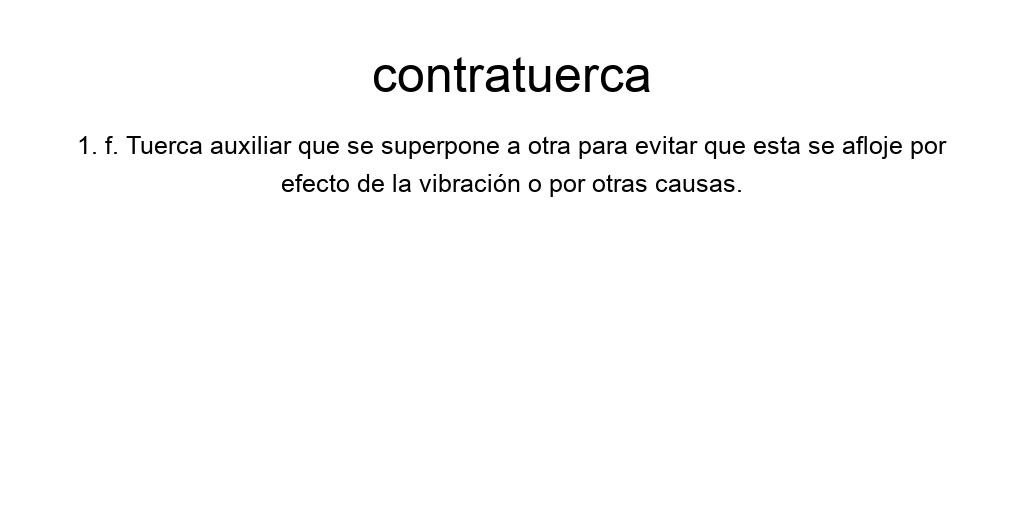 contratuerca
1. f. Tuerca auxiliar que se superpone a otra para evitar que esta se afloje por
efecto de la vibración o por otras causas.